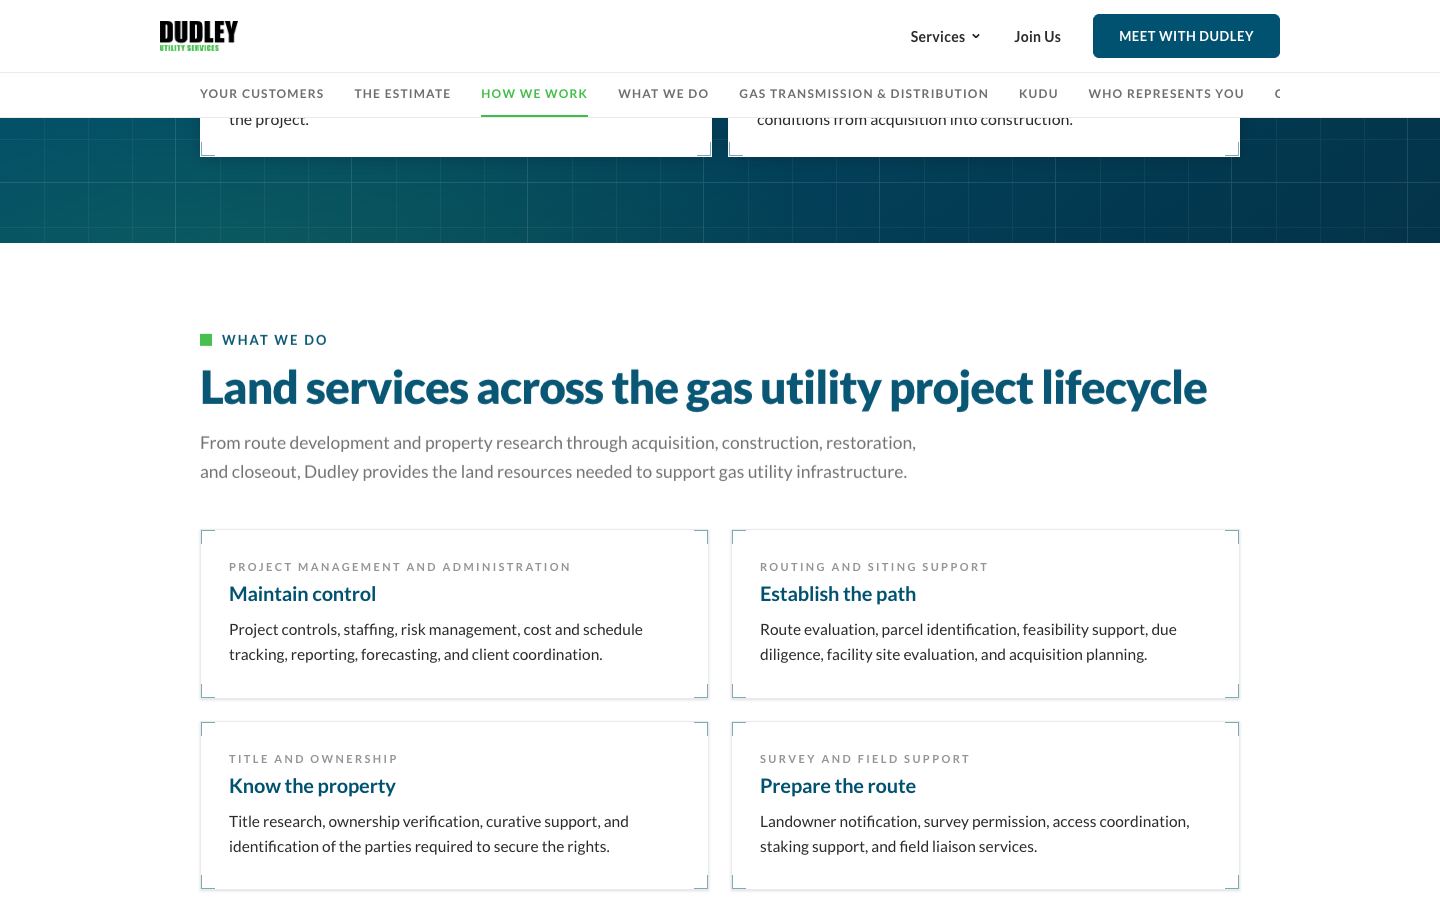 DUDLEY
UTILITY SERVICES
Services
Join Us
MEET WITH DUDLEY
YOUR CUSTOMERS
THE ESTIMATE
HOW WE WORK
WHAT WE DO
GAS TRANSMISSION & DISTRIBUTION
KUDU
WHO REPRESENTS YOU
the project.
conditions from acquisition into construction.
WHAT WE DO
Land services across the gas utility project lifecycle
From route development and property research through acquisition, construction, restoration,
and closeout, Dudley provides the land resources needed to support gas utility infrastructure.
PROJECT MANAGEMENT AND ADMINISTRATION
Maintain control
Project controls, staffing, risk management, cost and schedule
tracking, reporting, forecasting, and client coordination.
ROUTING AND SITING SUPPORT
Establish the path
Route evaluation, parcel identification, feasibility support, due
diligence, facility site evaluation, and acquisition planning.
TITLE AND OWNERSHIP
Know the property
Title research, ownership verification, curative support, and
identification of the parties required to secure the rights.
SURVEY AND FIELD SUPPORT
Prepare the route
Landowner notification, survey permission, access coordination,
staking support, and field liaison services.